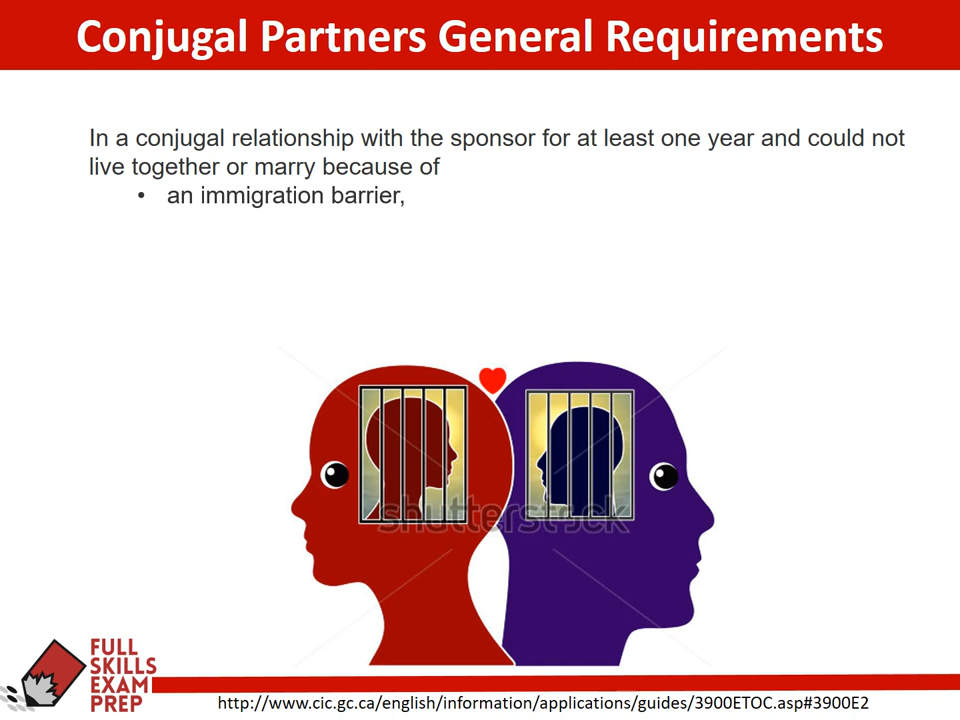 Conjugal Partners General Requirements
In a conjugal relationship with the sponsor for at least one year and could not
live together or marry because of
• an immigration barrier,
shutterstock
FULL
SKILLS
EXAM
PREP
http://www.cic.gc.ca/english/information/applications/guides/3900ETOC.asp#3900E2